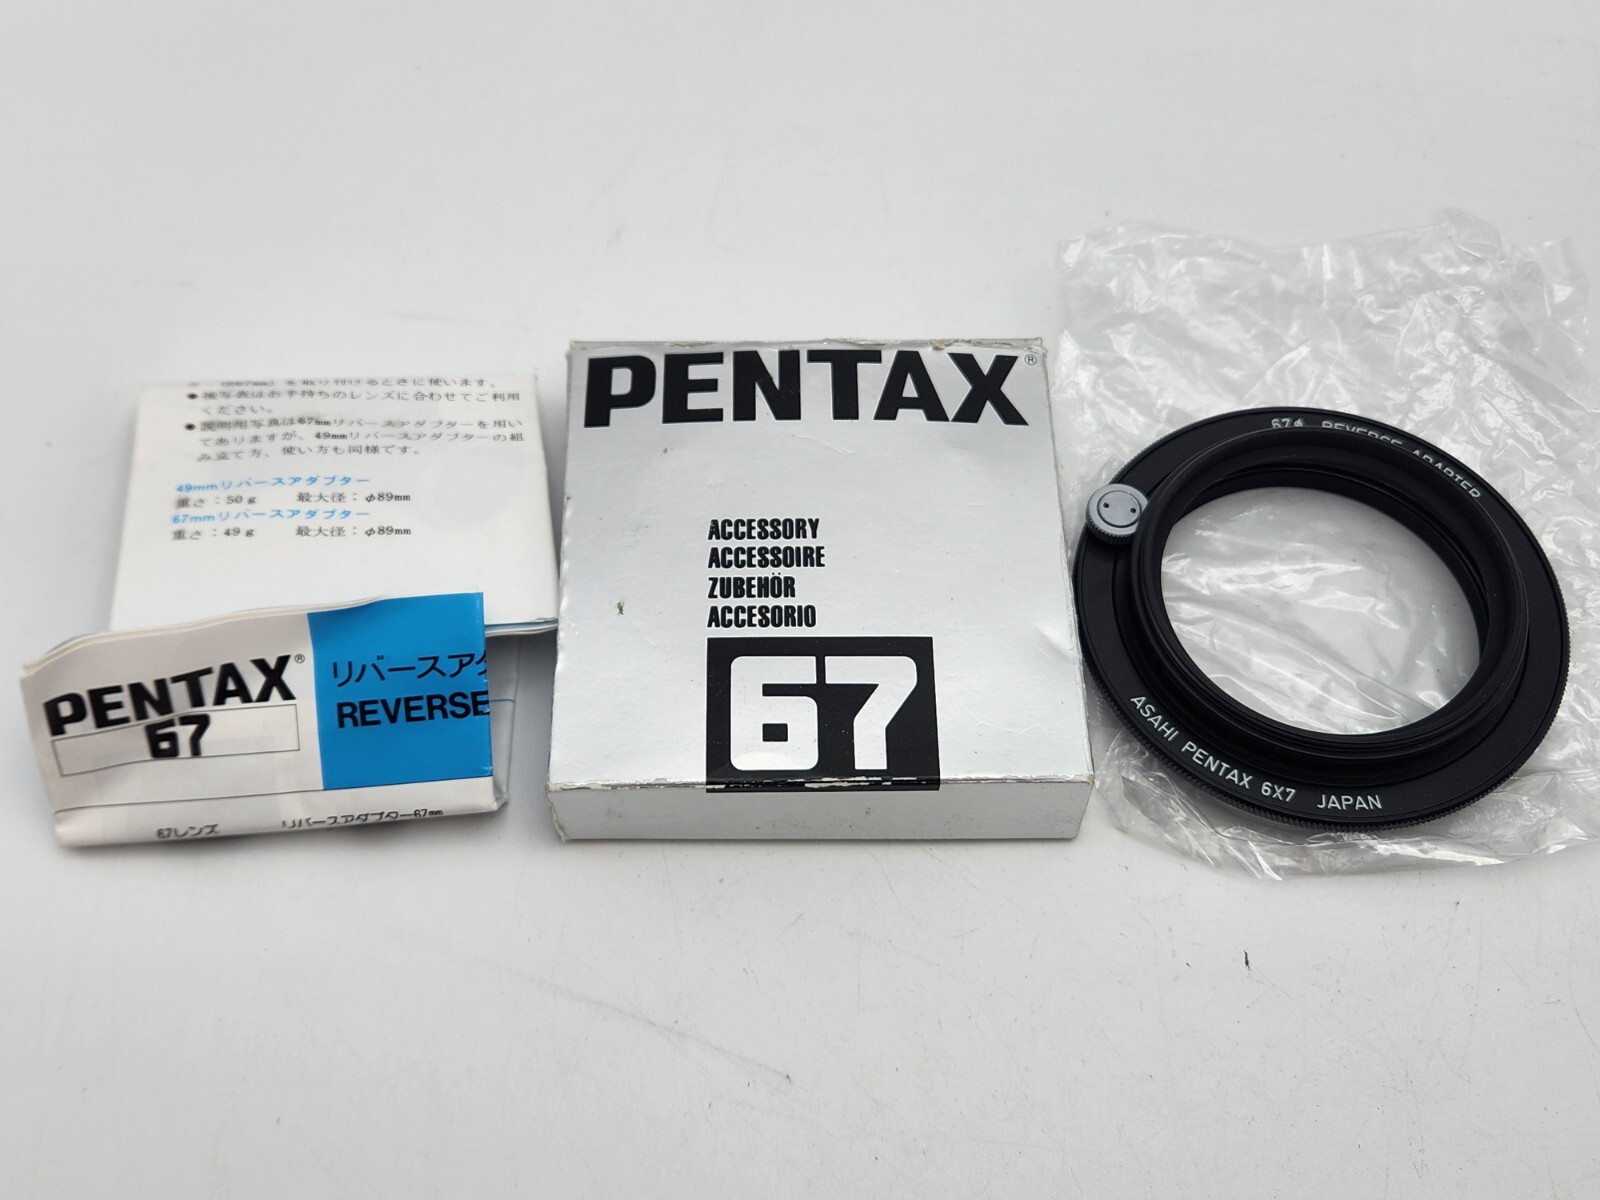 を取り付けるときに使います。
●接写表はお手持ちのレンズに合わせてご利用
ください。
●説明用写真は67mmリバースアダプターを用い
てありますが、49mmリバースアダプターの組
み立て方、使い方も同様です。
49mmリバースアダプター
重さ：50g 最大径：φ89mm
67mmリバースアダプター
重さ：49g 最大径：φ89mm
PENTAX®
67
リバースア
REVERSE
67レンズ リバースアダプター67mm
PENTAX®
ACCESSORY
ACCESSOIRE
ZUBEHÖR
ACCESORIO
67
67φ REVERSE ADAPTER
ASAHI PENTAX 6X7 JAPAN